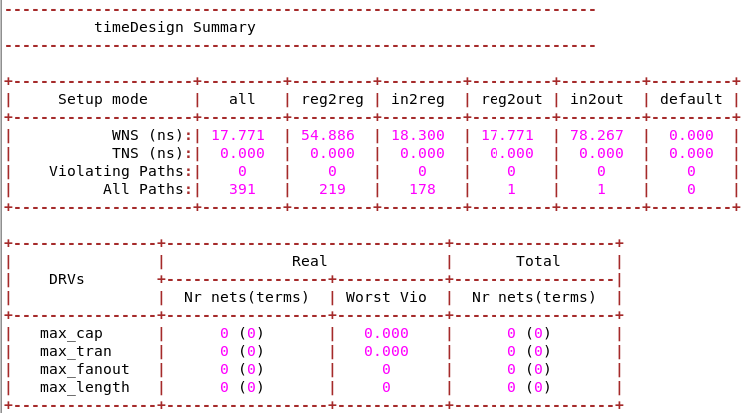 ------------------------------------------------------------------
          timeDesign Summary
------------------------------------------------------------------
+--------------------+---------+---------+---------+---------+---------+---------+
|     Setup mode     |   all   | reg2reg | in2reg  | reg2out | in2out  | default |
+--------------------+---------+---------+---------+---------+---------+---------+
|           WNS (ns):| 17.771  | 54.886  | 18.300  | 17.771  | 78.267  |  0.000  |
|           TNS (ns):|  0.000  |  0.000  |  0.000  |  0.000  |  0.000  |  0.000  |
|    Violating Paths:|    0    |    0    |    0    |    0    |    0    |    0    |
|          All Paths:|   391   |   219   |   178   |    1    |    1    |    0    |
+--------------------+---------+---------+---------+---------+---------+---------+
+----------------+-------------------------------+------------------+
|                |              Real             |       Total      |
|    DRVs        +------------------+------------+------------------|
|                |  Nr nets(terms)  | Worst Vio  |  Nr nets(terms)  |
+----------------+------------------+------------+------------------+
|   max_cap      |      0 (0)       |   0.000    |      0 (0)       |
|   max_tran     |      0 (0)       |   0.000    |      0 (0)       |
|   max_fanout   |      0 (0)       |     0      |      0 (0)       |
|   max_length   |      0 (0)       |     0      |      0 (0)       |
+----------------+------------------+------------+------------------+